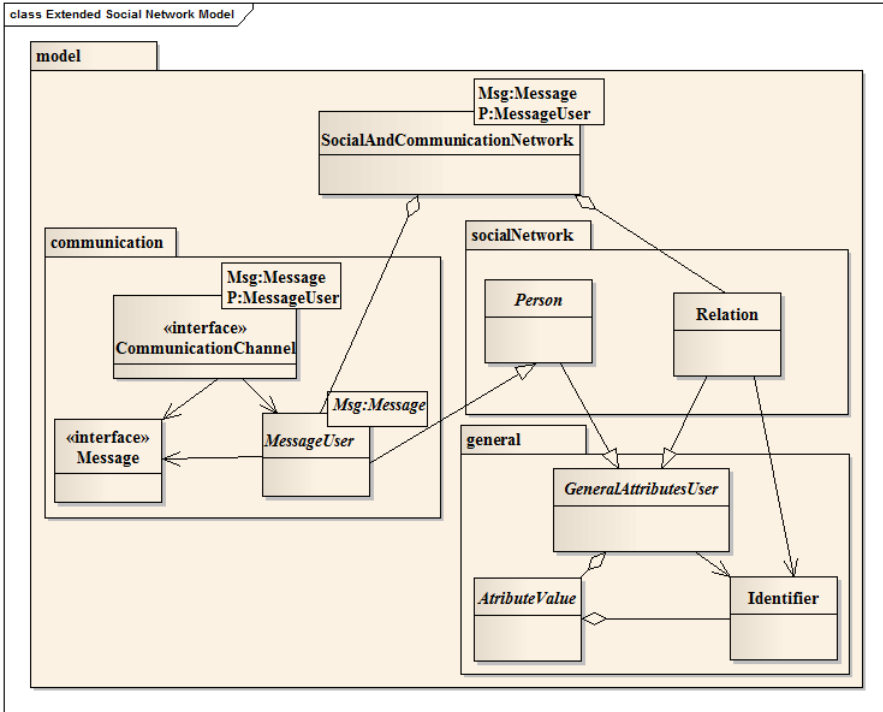 class Extended Social Network Model
model
Msg:Message
P:MessageUser
SocialAndCommunicationNetwork
communication
socialNetwork
Msg:Message
P:MessageUser
«interface»
CommunicationChannel
Person
Relation
Msg:Message
«interface»
Message
MessageUser
general
GeneralAttributesUser
AtributeValue
Identifier